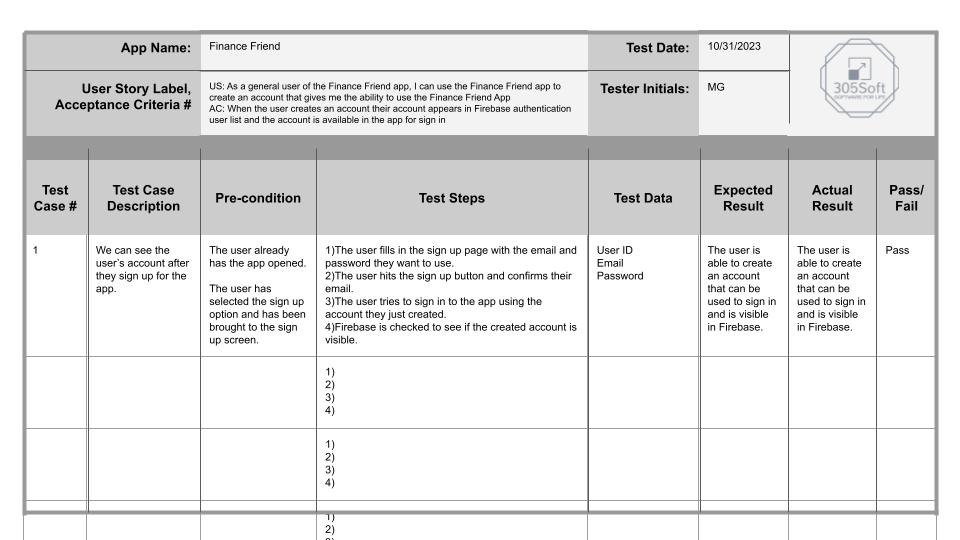 App Name:
Finance Friend
Test Date:
10/31/2023
305Soft
SOFTWARE FOR LIFE
User Story Label,
Acceptance Criteria #
US: As a general user of the Finance Friend app, I can use the Finance Friend app to
create an account that gives me the ability to use the Finance Friend App
AC: When the user creates an account their account appears in Firebase authentication
user list and the account is available in the app for sign in
Tester Initials:
MG
Test
Case #
Test Case
Description
Pre-condition
Test Steps
Test Data
Expected
Result
Actual
Result
Pass/
Fail
1
We can see the
user's account after
they sign up for the
app.
The user already
has the app opened.
The user has
selected the sign up
option and has been
brought to the sign
up screen.
1)The user fills in the sign up page with the email and
password they want to use.
2)The user hits the sign up button and confirms their
email.
3)The user tries to sign in to the app using the
account they just created.
4)Firebase is checked to see if the created account is
visible.
User ID
Email
Password
The user is
able to create
an account
that can be
used to sign in
and is visible
in Firebase.
The user is
able to create
an account
that can be
used to sign in
and is visible
in Firebase.
Pass
1)
2)
3)
4)
1)
2)
3)
4)
1)
2)